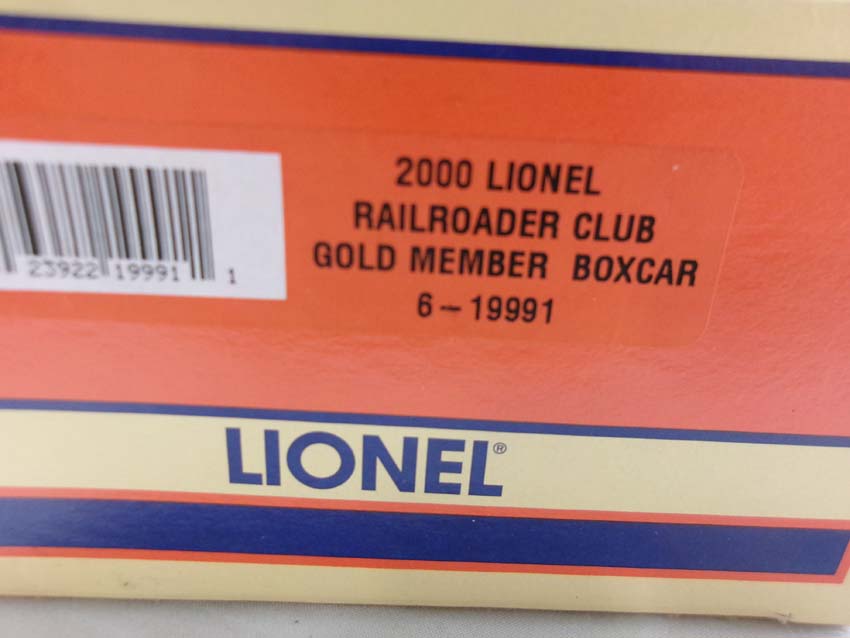 2000 LIONEL
RAILROADER CLUB
GOLD MEMBER BOXCAR
6-19991
23922 19991 1
LIONEL®